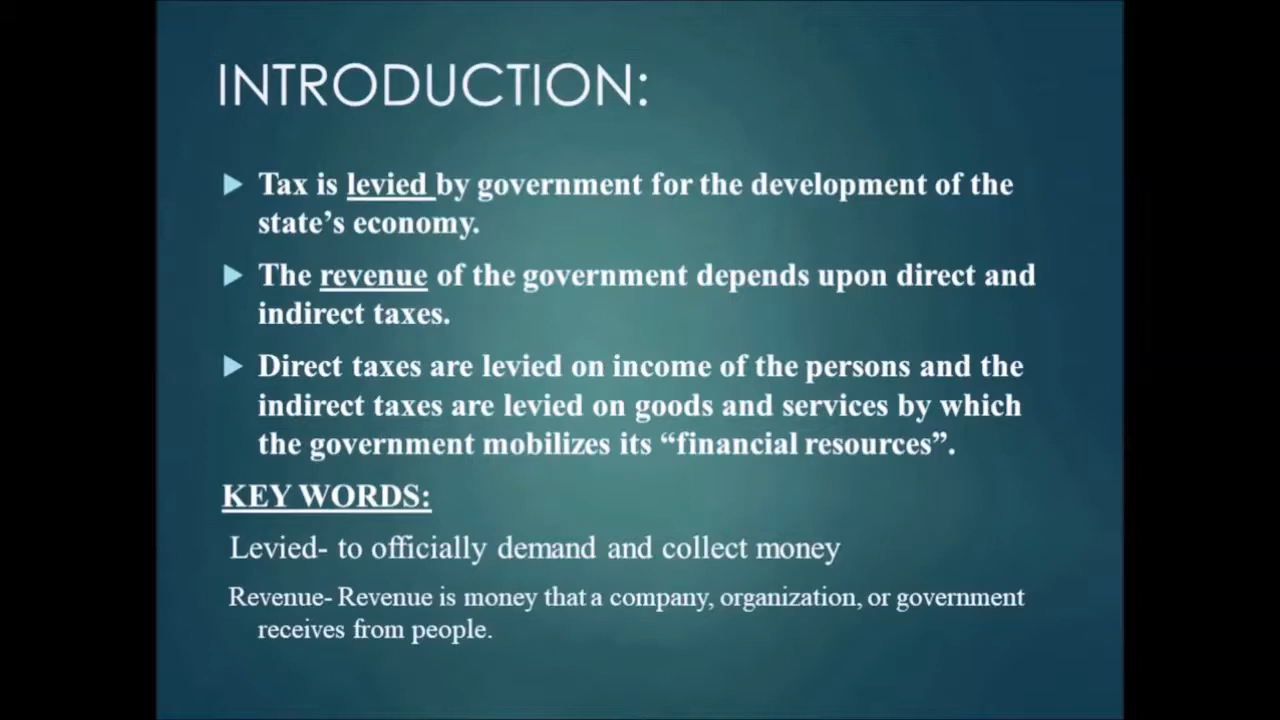 INTRODUCTION:
Tax is levied by government for the development of the
state’s economy.
The revenue of the government depends upon direct and
indirect taxes.
Direct taxes are levied on income of the persons and the
indirect taxes are levied on goods and services by which
the government mobilizes its “financial resources”.
KEY WORDS:
Levied- to officially demand and collect money
Revenue- Revenue is money that a company, organization, or government
receives from people.